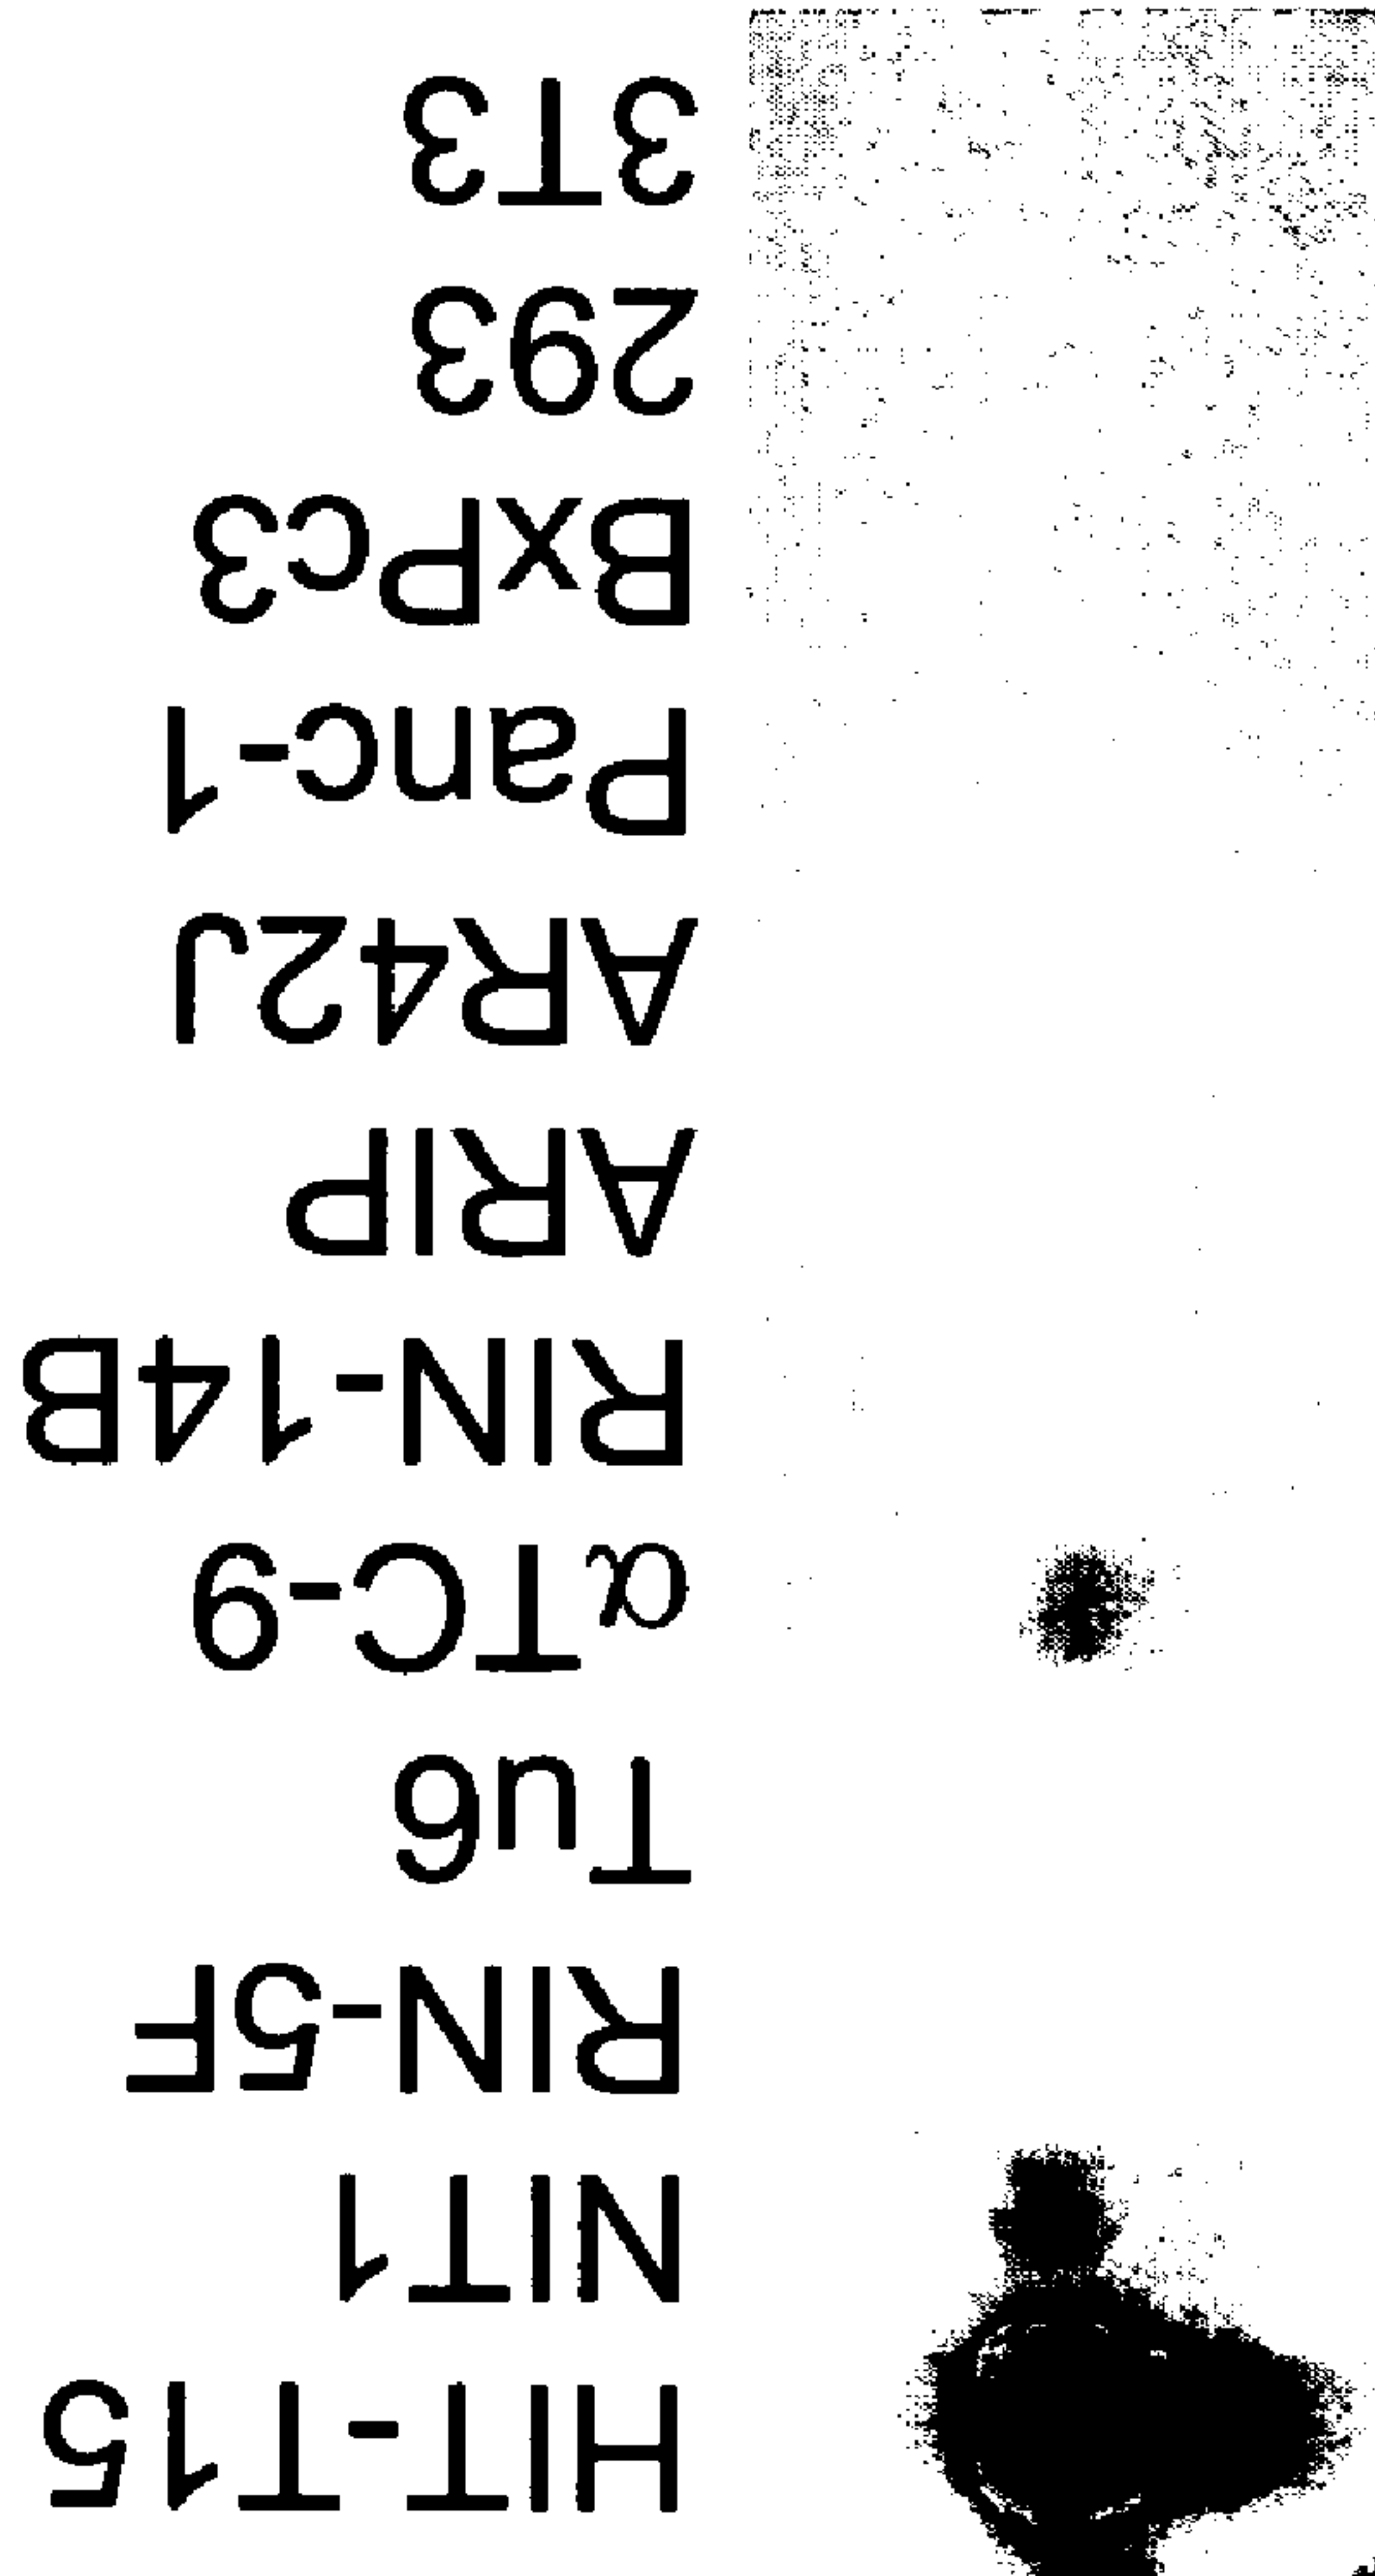 HIT-T15
NIT1
RIN-5F
Tu6
αTC-9
RIN-14B
ARIP
AR42J
Panc-1
BxPc3
293
3T3